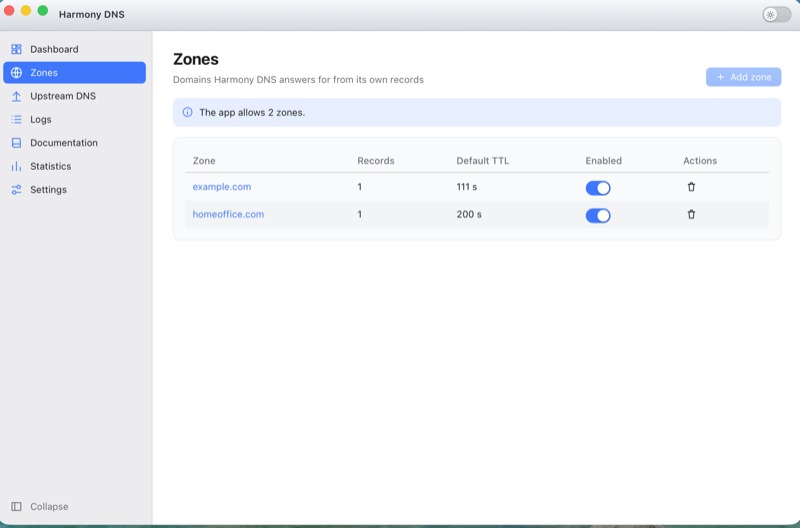 Harmony DNS
Dashboard
Zones
Upstream DNS
Logs
Documentation
Statistics
Settings
Collapse
Zones
Domains Harmony DNS answers for from its own records
+ Add zone
The app allows 2 zones.
Zone Records Default TTL Enabled Actions
example.com 1 111 s
homeoffice.com 1 200 s